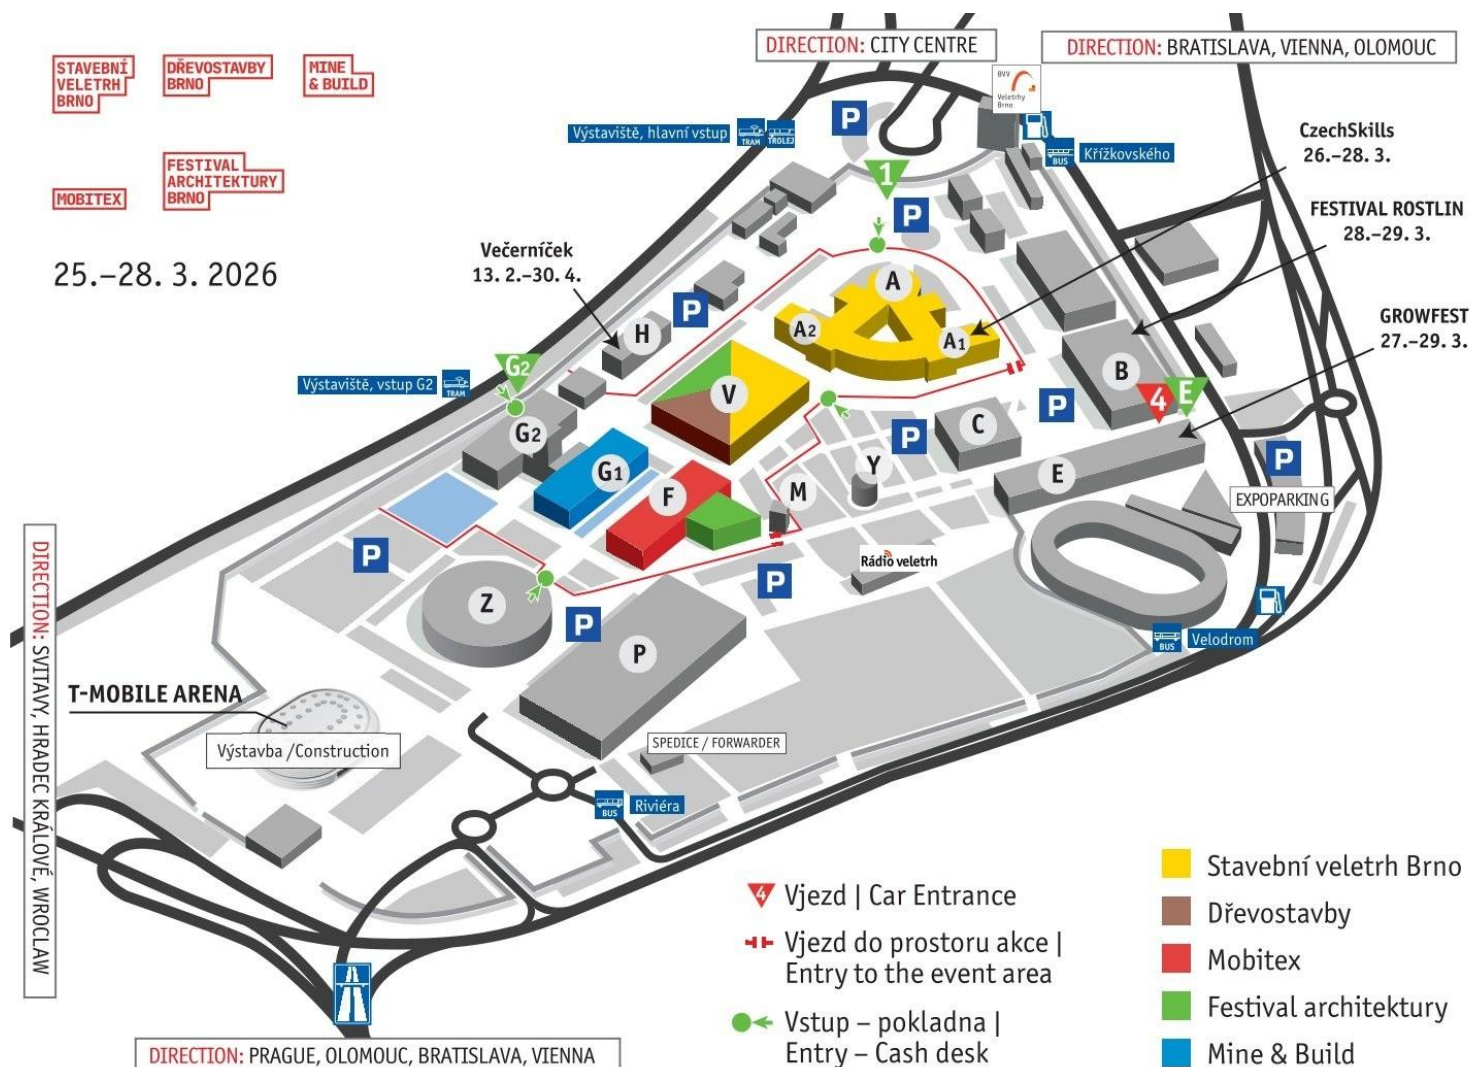 DIRECTION: CITY CENTRE
DIRECTION: BRATISLAVA, VIENNA, OLOMOUC
STAVEBNÍ
VELETRH
BRNO
DŘEVOSTAVBY
BRNO
MINE
& BUILD
MOBITEX
FESTIVAL
ARCHITEKTURY
BRNO
25.–28. 3. 2026
BVV
Veletrhy
Brno
Výstaviště, hlavní vstup
TRAM
TROLEJ
P
BUS
Křížkovského
CzechSkills
26.–28. 3.
FESTIVAL ROSTLIN
28.–29. 3.
GROWFEST
27.–29. 3.
Večerníček
13. 2.–30. 4.
1
P
A
A2
A1
H
P
B
4
E
V
C
P
P
P
Výstaviště, vstup G2
TRAM
G2
G2
G1
F
M
Y
E
EXPOPARKING
Rádio veletrh
P
P
P
Z
P
BUS
Velodrom
T-MOBILE ARENA
Výstavba /Construction
SPEDICE / FORWARDER
BUS
Riviéra
DIRECTION: SVITAVY, HRADEC KRÁLOVÉ, WROCLAW
DIRECTION: PRAGUE, OLOMOUC, BRATISLAVA, VIENNA
4
Vjezd | Car Entrance
Vjezd do prostoru akce |
Entry to the event area
Vstup – pokladna |
Entry – Cash desk
Stavební veletrh Brno
Dřevostavby
Mobitex
Festival architektury
Mine & Build